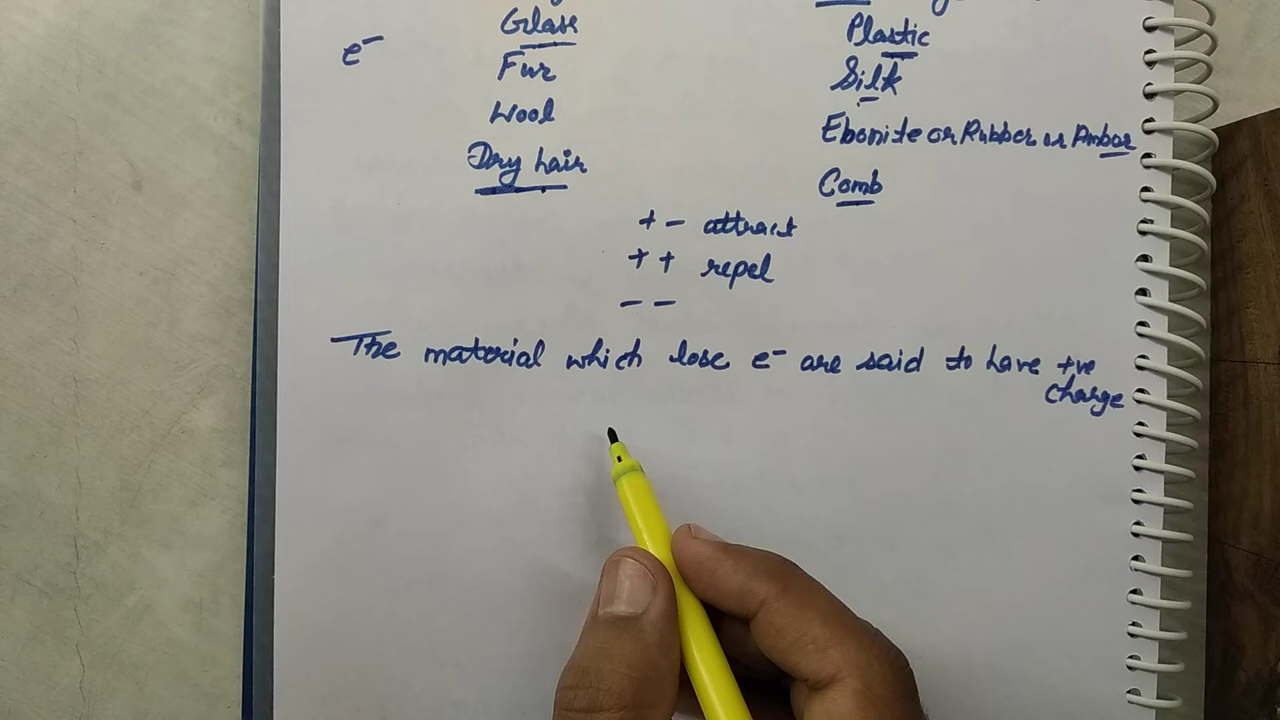 Glass Plastic
e⁻
Fur Silk
Wool Ebonite or Rubber or Ambar
Dry hair Comb
+ - attract
+ + repel
- -
The material which lose e⁻ are said to have +ve
charge